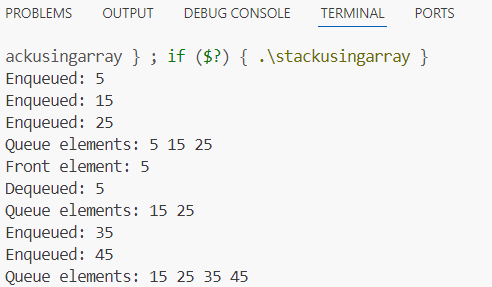 PROBLEMS OUTPUT DEBUG CONSOLE TERMINAL PORTS
ackusingarray } ; if ($?) { .\stackusingarray }
Enqueued: 5
Enqueued: 15
Enqueued: 25
Queue elements: 5 15 25
Front element: 5
Dequeued: 5
Queue elements: 15 25
Enqueued: 35
Enqueued: 45
Queue elements: 15 25 35 45